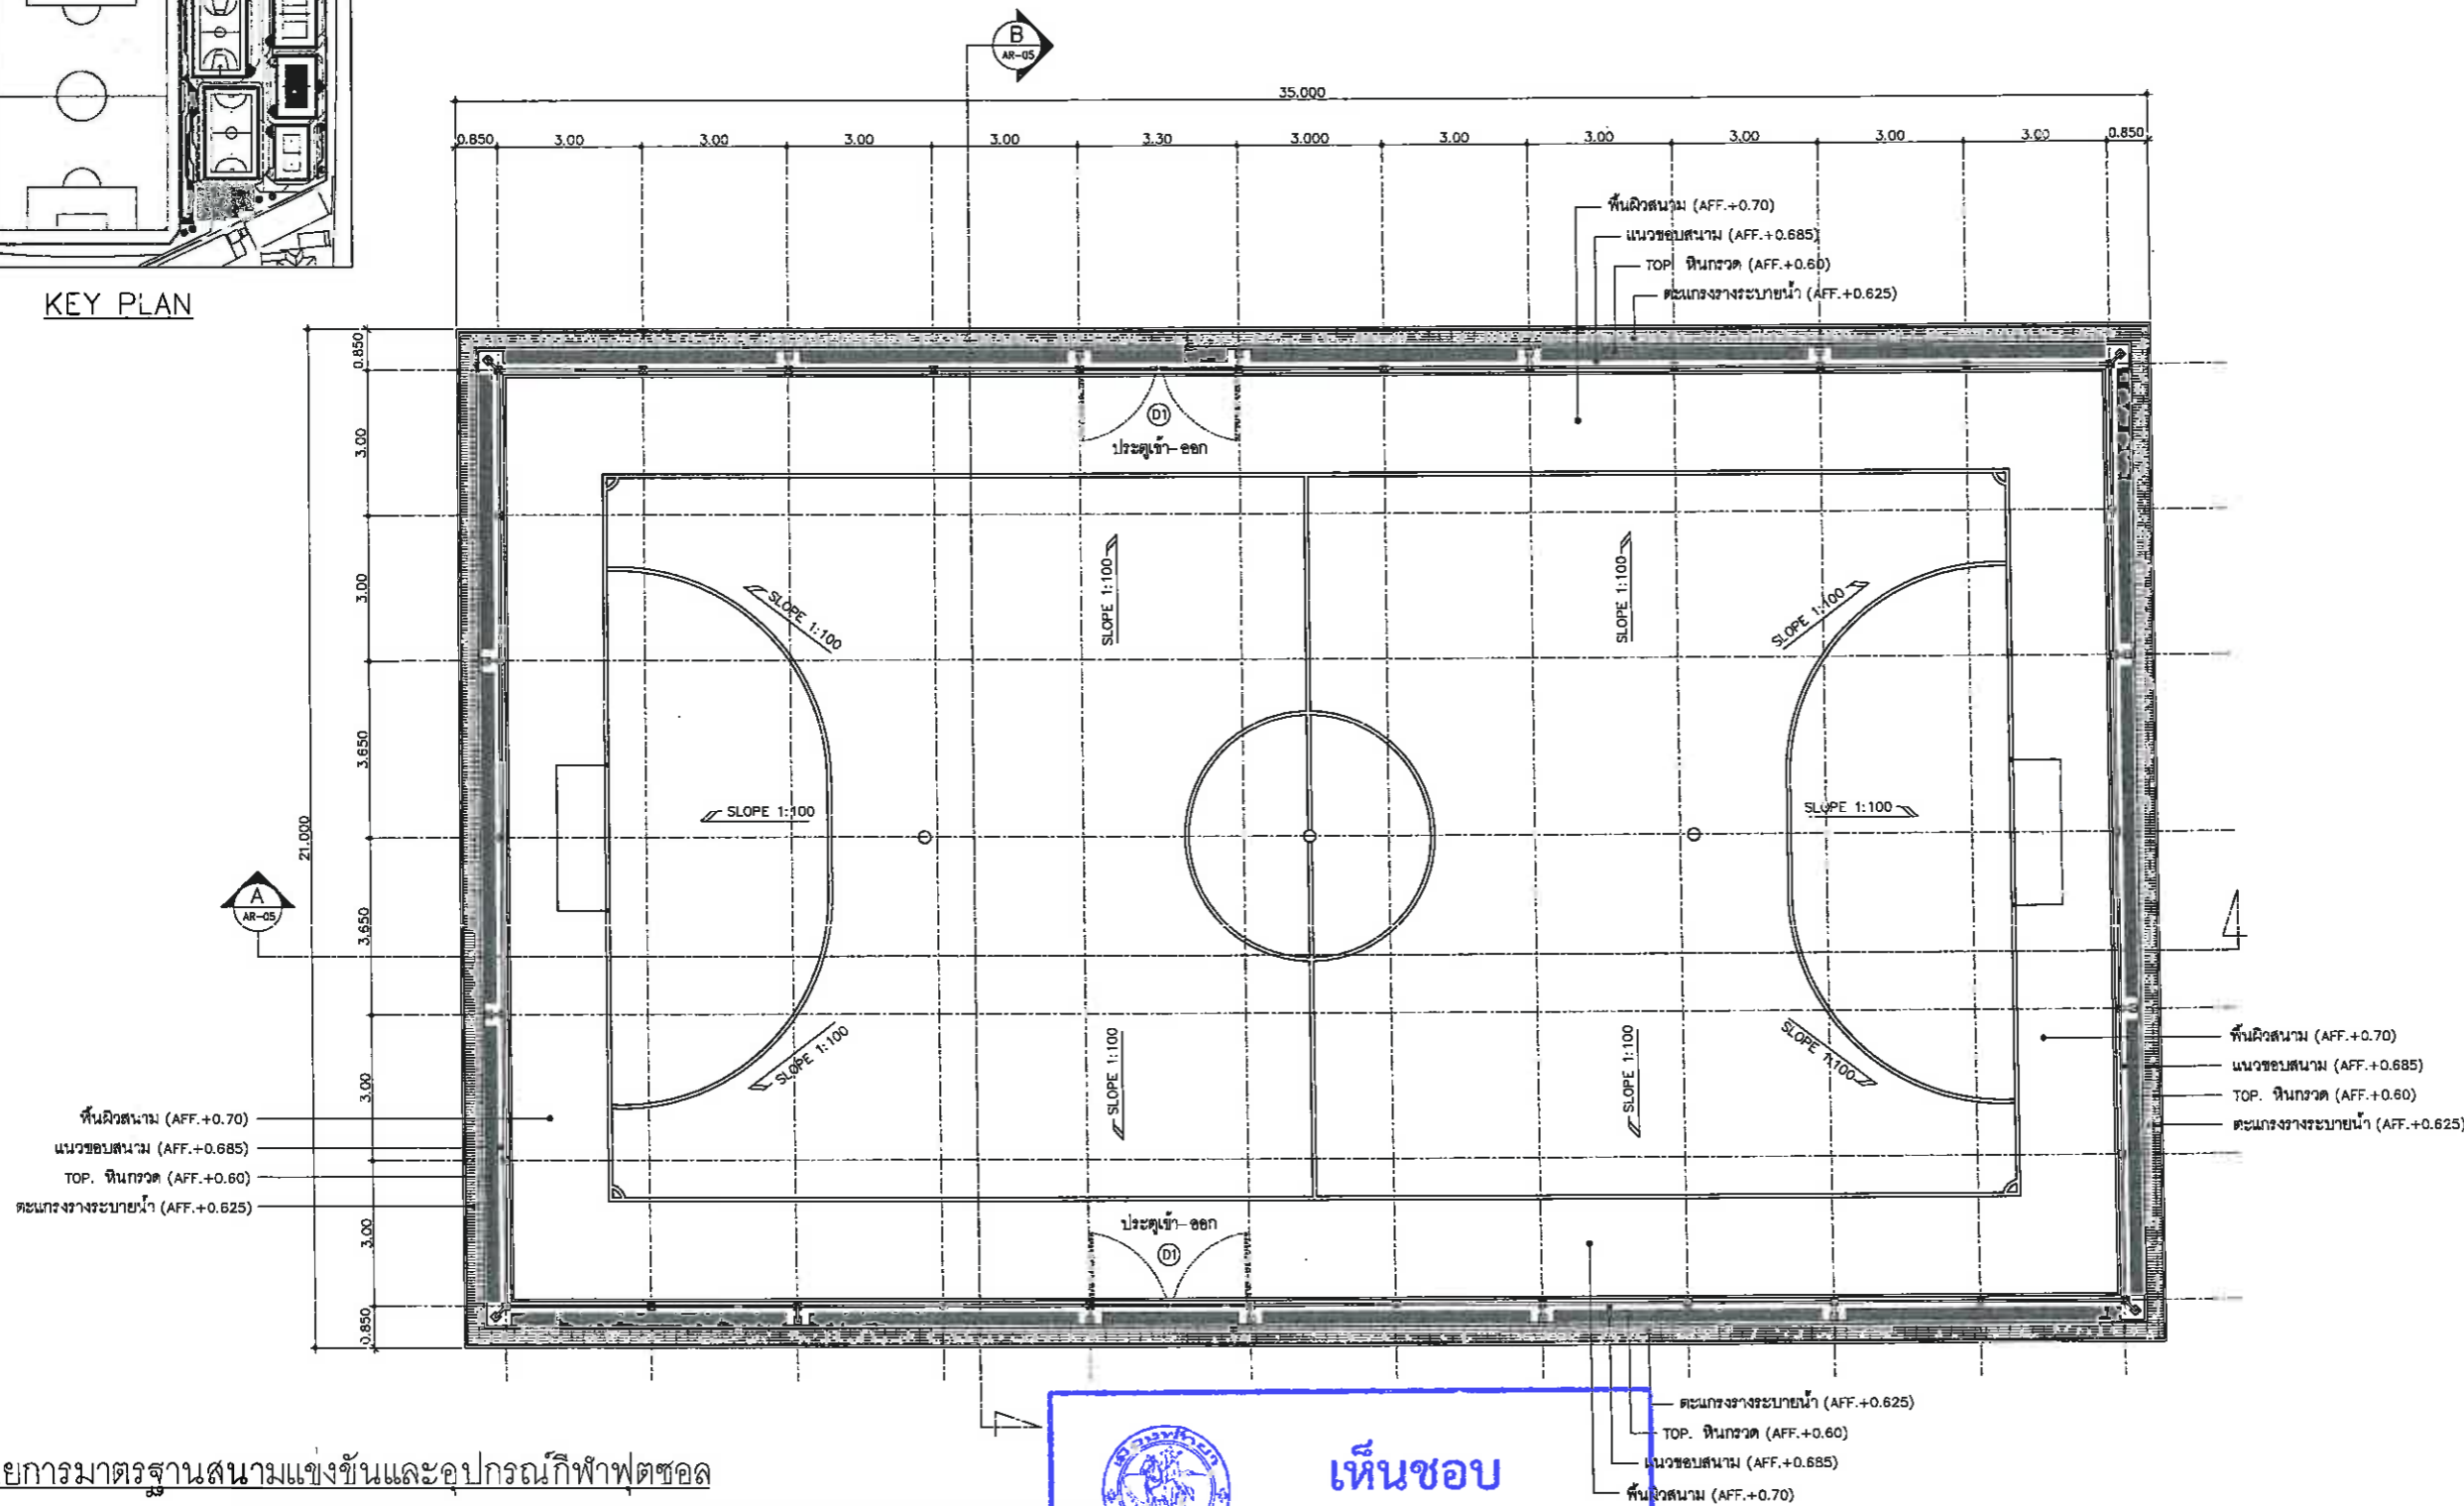 KEY PLAN
B
AR-05
35.000
0.850 3.00 3.00 3.00 3.00 3.30 3.000 3.00 3.00 3.00 3.00 3.00 0.850
พื้นผิวสนาม (AFF.+0.70)
แนวขอบสนาม (AFF.+0.685)
TOP. หินกรวด (AFF.+0.60)
ตะแกรงรางระบายน้ำ (AFF.+0.625)
0.850
3.00
3.00
3.650
3.650
3.00
3.00
0.850
21.000
D1
ประตูเข้า-ออก
SLOPE 1:100
SLOPE 1:100
SLOPE 1:100
SLOPE 1:100
SLOPE 1:100
SLOPE 1:100
A
AR-05
SLOPE 1:100
SLOPE 1:100
SLOPE 1:100
SLOPE 1:100
พื้นผิวสนาม (AFF.+0.70)
แนวขอบสนาม (AFF.+0.685)
TOP. หินกรวด (AFF.+0.60)
ตะแกรงรางระบายน้ำ (AFF.+0.625)
พื้นผิวสนาม (AFF.+0.70)
แนวขอบสนาม (AFF.+0.685)
TOP. หินกรวด (AFF.+0.60)
ตะแกรงรางระบายน้ำ (AFF.+0.625)
ประตูเข้า-ออก
D1
ตะแกรงรางระบายน้ำ (AFF.+0.625)
TOP. หินกรวด (AFF.+0.60)
แนวขอบสนาม (AFF.+0.685)
พื้นผิวสนาม (AFF.+0.70)
ยการมาตรฐานสนามแข่งขันและอุปกรณ์กีฬาฟุตซอล
เห็นชอบ